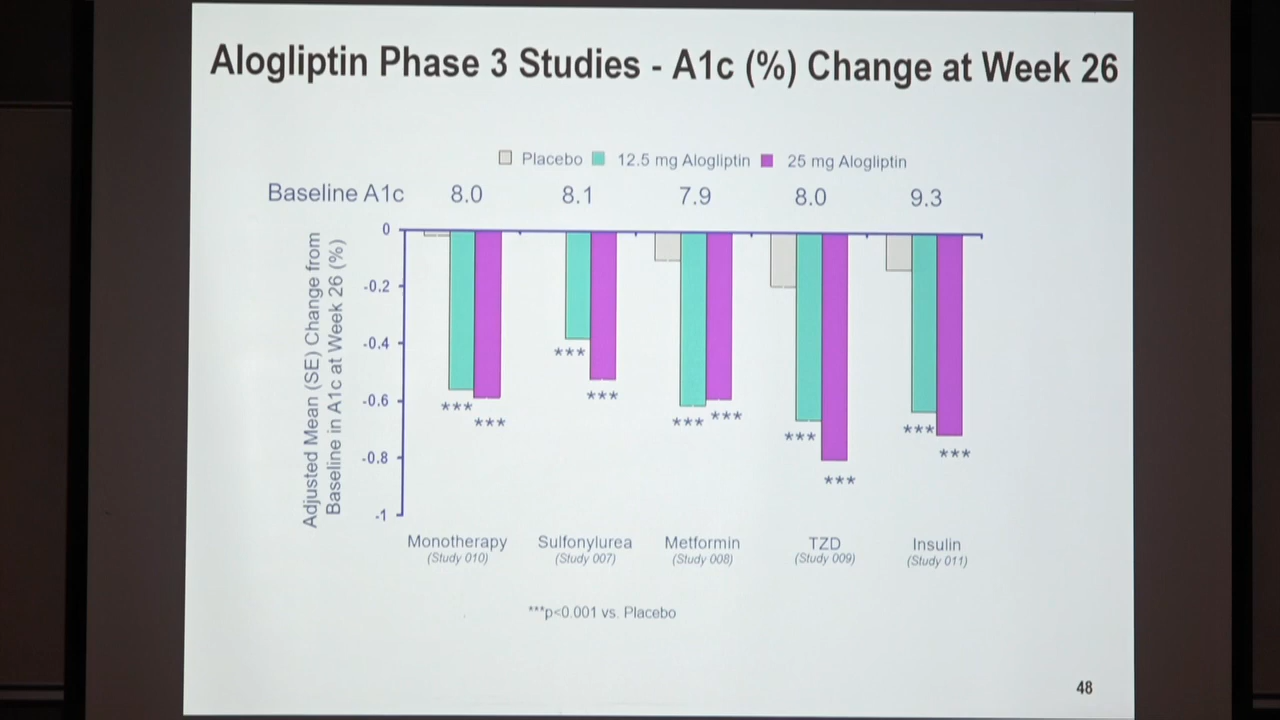 Alogliptin Phase 3 Studies - A1c (%) Change at Week 26
Placebo 12.5 mg Alogliptin 25 mg Alogliptin
Baseline A1c 8.0 8.1 7.9 8.0 9.3
Adjusted Mean (SE) Change from
Baseline in A1c at Week 26 (%)
0
-0.2
-0.4
-0.6
-0.8
-1
*** *** *** *** *** *** *** *** *** ***
Monotherapy Sulfonylurea Metformin TZD Insulin
(Study 010) (Study 007) (Study 008) (Study 009) (Study 011)
***p<0.001 vs. Placebo
48